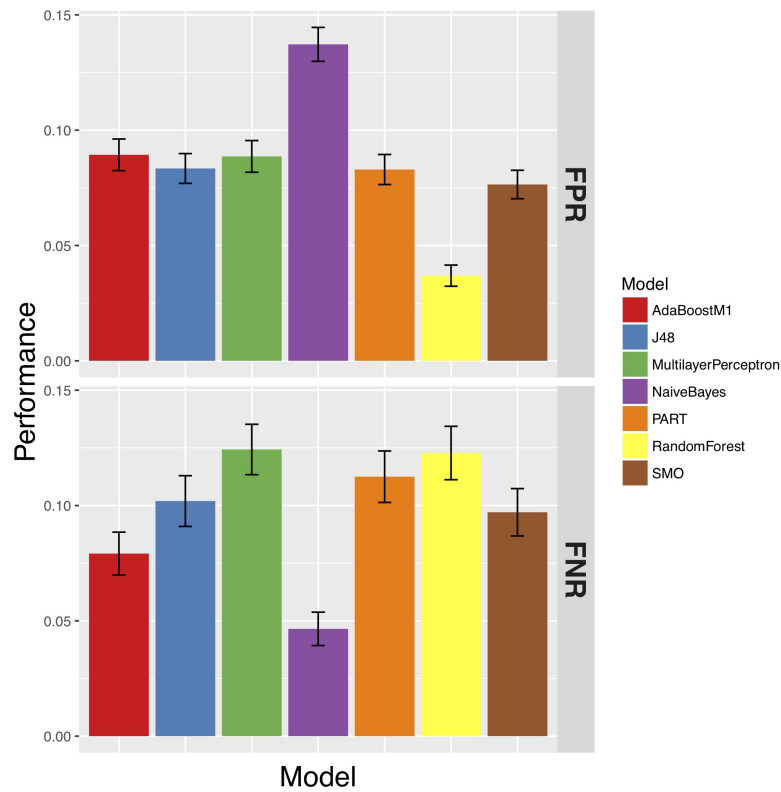 Performance
0.15
0.10
0.05
0.00
FPR
0.15
0.10
0.05
0.00
FNR
Model
Model
AdaBoostM1
J48
MultilayerPerceptron
NaiveBayes
PART
RandomForest
SMO